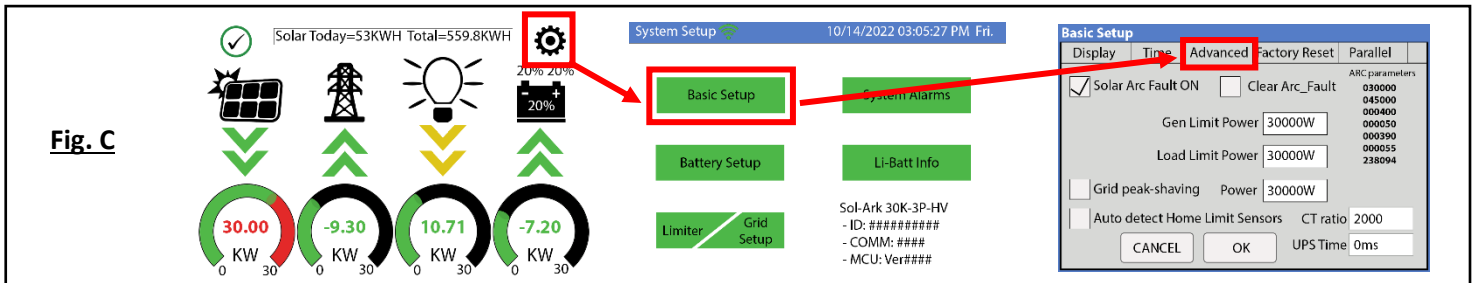 Fig. C
Solar Today=53KWH Total=559.8KWH
20% 20%
- +
20%
30.00
KW
0 30
-9.30
KW
0 30
10.71
KW
0 30
-7.20
KW
0 30
System Setup 10/14/2022 03:05:27 PM Fri.
Basic Setup
System Alarms
Battery Setup
Li-Batt Info
Limiter
Grid
Setup
Sol-Ark 30K-3P-HV
- ID: ##########
- COMM: ####
- MCU: Ver####
Basic Setup
Display Time Advanced Factory Reset Parallel
Solar Arc Fault ON
Clear Arc_Fault
ARC parameters
030000
045000
000400
000050
000390
000055
238094
Gen Limit Power 30000W
Load Limit Power 30000W
Grid peak-shaving Power 30000W
Auto detect Home Limit Sensors CT ratio 2000
CANCEL OK UPS Time 0ms